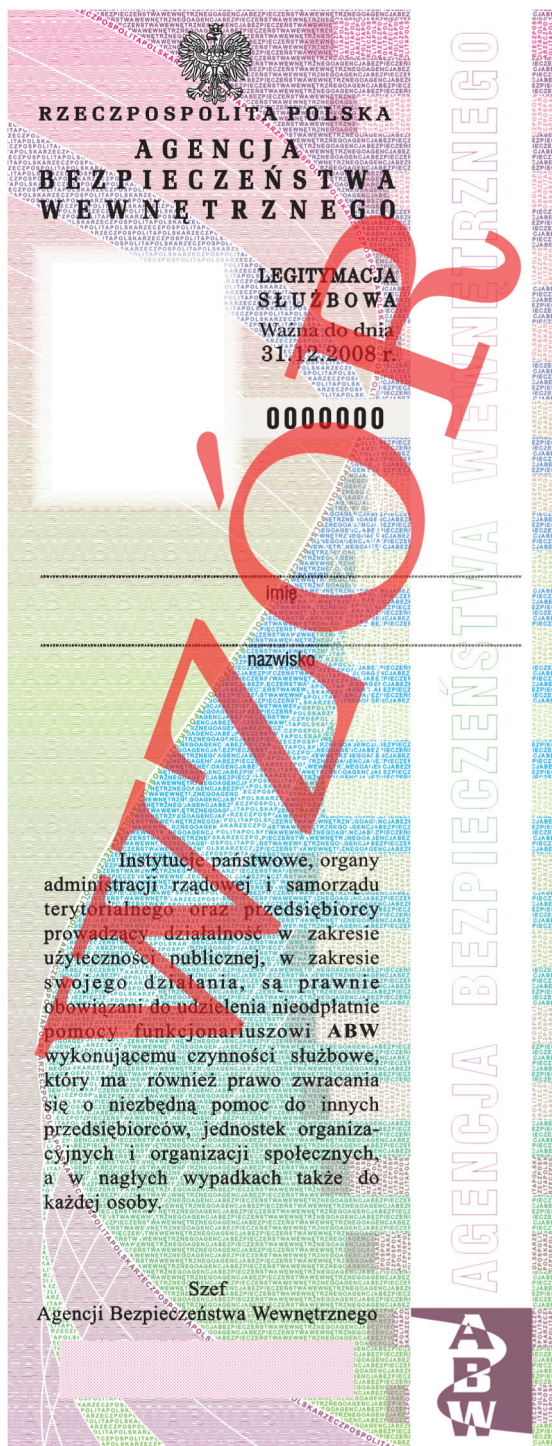 RZECZPOSPOLITA POLSKA
AGENCJA
BEZPIECZEŃSTWA
WEWNĘTRZNEGO
LEGITYMACJA
SŁUŻBOWA
Ważna do dnia
31.12.2008 r.
0000000
imię
nazwisko
WZÓR
Instytucje państwowe, organy
administracji rządowej i samorządu
terytorialnego oraz przedsiębiorcy
prowadzący działalność w zakresie
użyteczności publicznej, w zakresie
swojego działania, są prawnie
obowiązani do udzielenia nieodpłatnie
pomocy funkcjonariuszowi ABW
wykonującemu czynności służbowe,
który ma również prawo zwracania
się o niezbędną pomoc do innych
przedsiębiorców, jednostek organiza-
cyjnych i organizacji społecznych,
a w nagłych wypadkach także do
każdej osoby.
Szef
Agencji Bezpieczeństwa Wewnętrznego
AGENCJA BEZPIECZEŃSTWA WEWNĘTRZNEGO
ABW